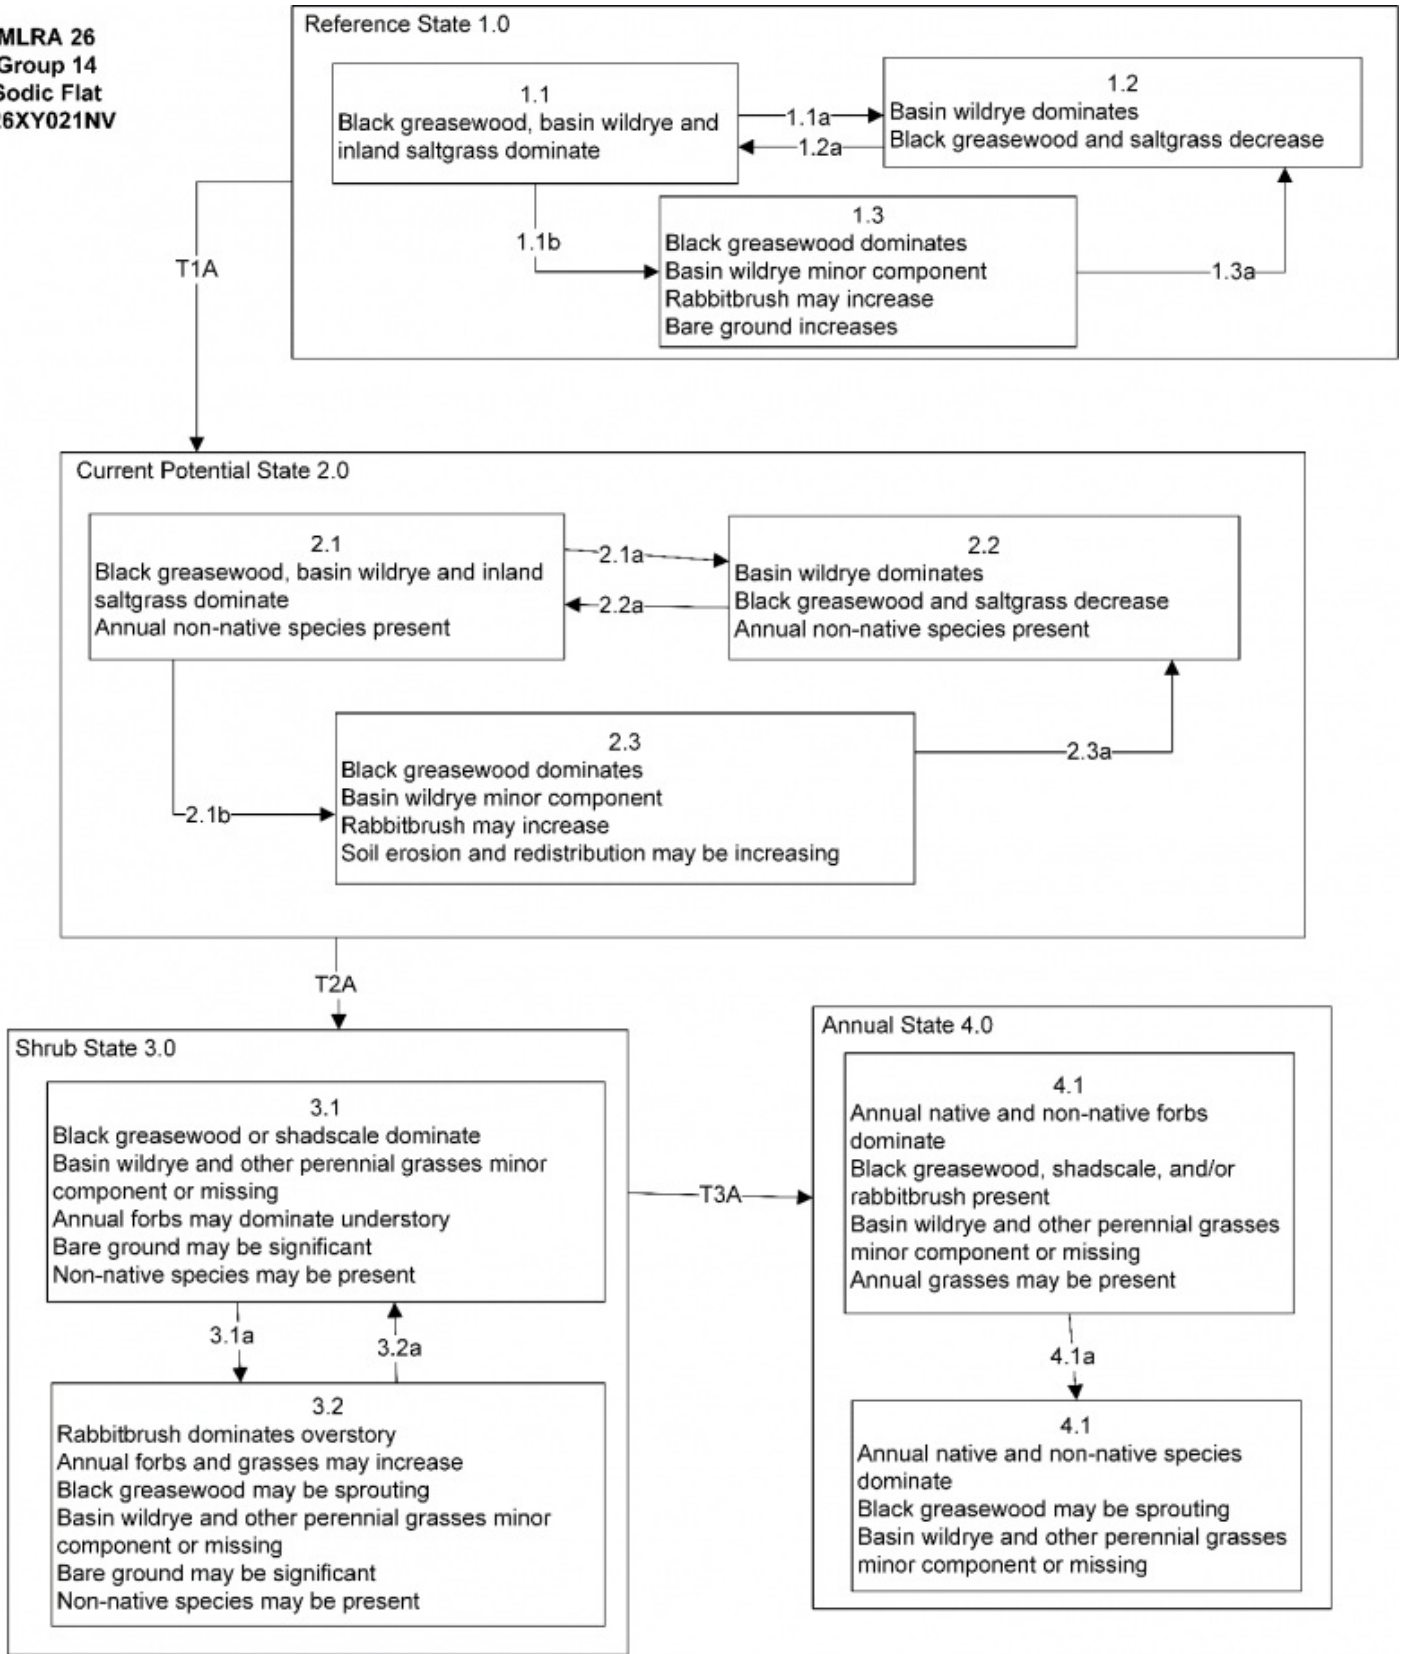 MLRA 26
Group 14
Sodic Flat
26XY021NV
Reference State 1.0
1.1
Black greasewood, basin wildrye and
inland saltgrass dominate
1.1a
1.2a
1.2
Basin wildrye dominates
Black greasewood and saltgrass decrease
1.1b
1.3
Black greasewood dominates
Basin wildrye minor component
Rabbitbrush may increase
Bare ground increases
1.3a
T1A
Current Potential State 2.0
2.1
Black greasewood, basin wildrye and inland
saltgrass dominate
Annual non-native species present
2.1a
2.2a
2.2
Basin wildrye dominates
Black greasewood and saltgrass decrease
Annual non-native species present
2.1b
2.3
Black greasewood dominates
Basin wildrye minor component
Rabbitbrush may increase
Soil erosion and redistribution may be increasing
2.3a
T2A
Shrub State 3.0
3.1
Black greasewood or shadscale dominate
Basin wildrye and other perennial grasses minor
component or missing
Annual forbs may dominate understory
Bare ground may be significant
Non-native species may be present
3.1a
3.2a
3.2
Rabbitbrush dominates overstory
Annual forbs and grasses may increase
Black greasewood may be sprouting
Basin wildrye and other perennial grasses minor
component or missing
Bare ground may be significant
Non-native species may be present
T3A
Annual State 4.0
4.1
Annual native and non-native forbs
dominate
Black greasewood, shadscale, and/or
rabbitbrush present
Basin wildrye and other perennial grasses
minor component or missing
Annual grasses may be present
4.1a
4.1
Annual native and non-native species
dominate
Black greasewood may be sprouting
Basin wildrye and other perennial grasses
minor component or missing